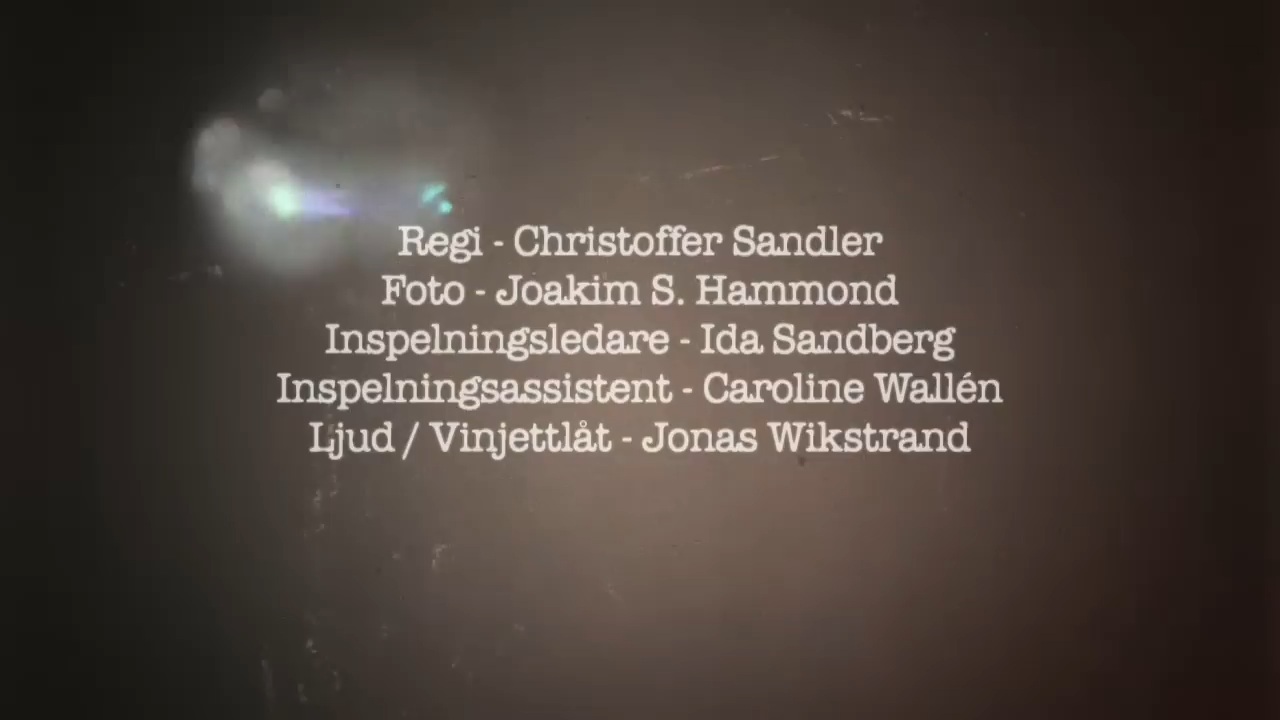 Regi - Christoffer Sandler
Foto - Joakim S. Hammond
Inspelningsledare - Ida Sandberg
Inspelningsassistent - Caroline Wallén
Ljud / Vinjettlåt - Jonas Wikstrand